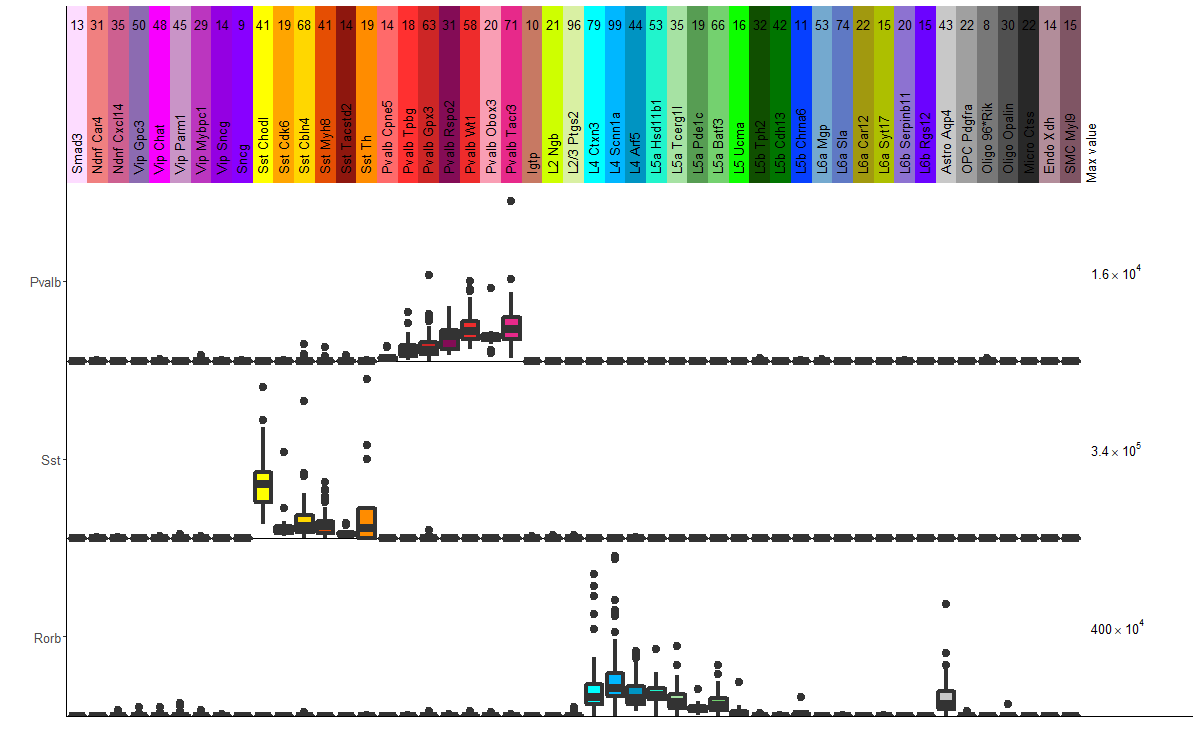 13 31 35 50 48 45 29 14 9 41 19 68 41 14 19 14 18 63 31 58 20 71 10 21 96 79 99 44 53 35 19 66 16 32 42 11 53 74 22 15 20 15 43 22 8 30 22 14 15
Smad3
Ndnf Car4
Ndnf Cxcl14
Vip Gpc3
Vip Chat
Vip Parm1
Vip Mybpc1
Vip Sncg
Sncg
Sst Chodl
Sst Cdk6
Sst Cbln4
Sst Myh8
Sst Tacstd2
Sst Th
Pvalb Cpne5
Pvalb Tpbg
Pvalb Gpx3
Pvalb Rspo2
Pvalb Wt1
Pvalb Obox3
Pvalb Tacr3
Igtp
L2 Ngb
L2/3 Ptgs2
L4 Ctxn3
L4 Scnn1a
L4 Arf5
L5a Hsd11b1
L5a Tcerg1l
L5a Pde1c
L5a Batf3
L5 Ucma
L5b Tph2
L5b Cdh13
L5b Chrna6
L6a Mgp
L6a Sla
L6a Car12
L6a Syt17
L6b Serpinb11
L6b Rgs12
Astro Aqp4
OPC Pdgfra
Oligo 96*Rik
Oligo Opalin
Micro Ctss
Endo Xdh
SMC Myl9
Max value
Pvalb
1.6 × 10⁴
Sst
3.4 × 10⁵
Rorb
400 × 10⁴